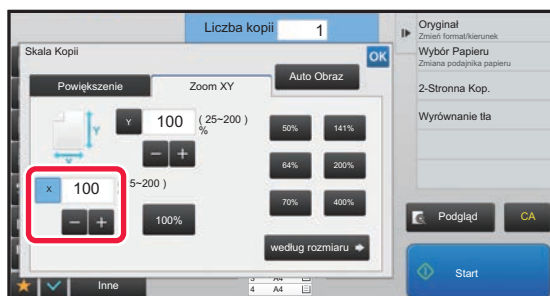 Liczba kopii 1
Skala Kopii
OK
Powiększenie
Zoom XY
Auto Obraz
Y
Y 100 ( 25~200 )
%
50% 141%
64% 200%
70% 400%
X
X 100 5~200 )
100%
według rozmiaru
Inne
4 A4
Oryginał
Zmień format/kierunek
Wybór Papieru
Zmiana podajnika papieru
2-Stronna Kop.
Wyrównanie tła
Podgląd
CA
Start